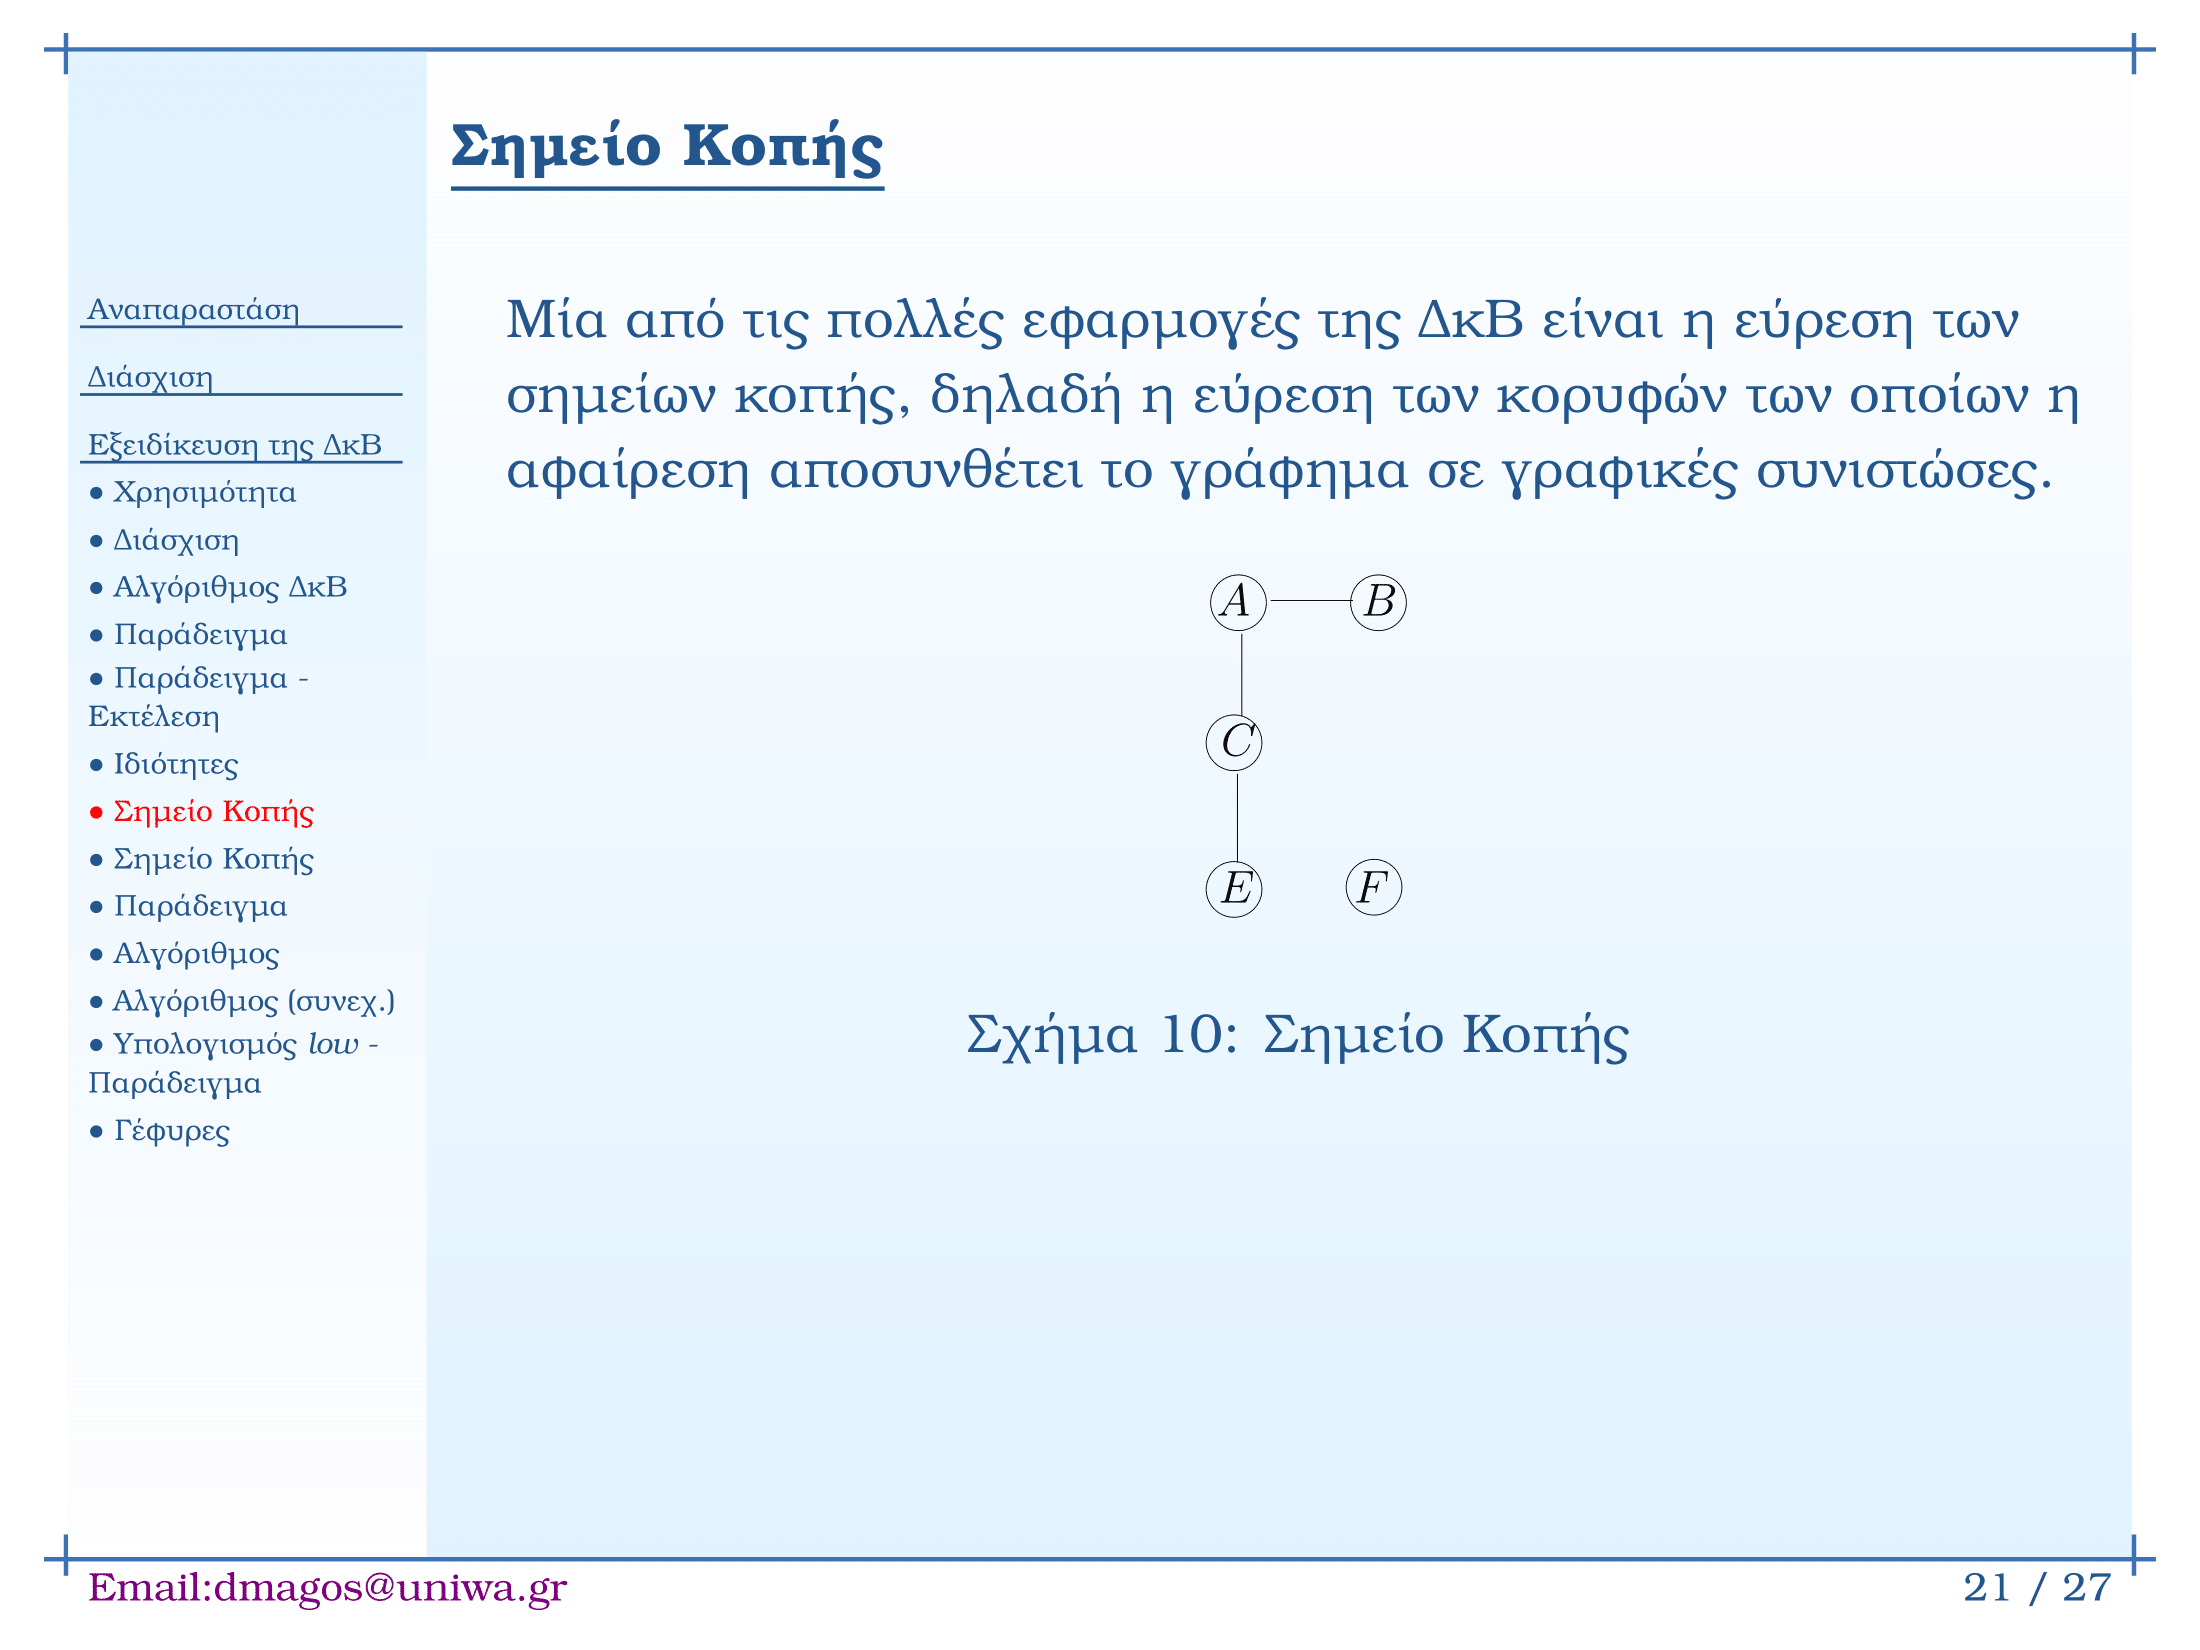 Σημείο Κοπής
Αναπαραστάση
Διάσχιση
Εξειδίκευση της ΔκΒ
● Χρησιμότητα
● Διάσχιση
● Αλγόριθμος ΔκΒ
● Παράδειγμα
● Παράδειγμα -
Εκτέλεση
● Ιδιότητες
● Σημείο Κοπής
● Σημείο Κοπής
● Παράδειγμα
● Αλγόριθμος
● Αλγόριθμος (συνεχ.)
● Υπολογισμός low -
Παράδειγμα
● Γέφυρες
Μία από τις πολλές εφαρμογές της ΔκΒ είναι η εύρεση των
σημείων κοπής, δηλαδή η εύρεση των κορυφών των οποίων η
αφαίρεση αποσυνθέτει το γράφημα σε γραφικές συνιστώσες.
A B
C
E F
Σχήμα 10: Σημείο Κοπής
Email:dmagos@uniwa.gr
21 / 27